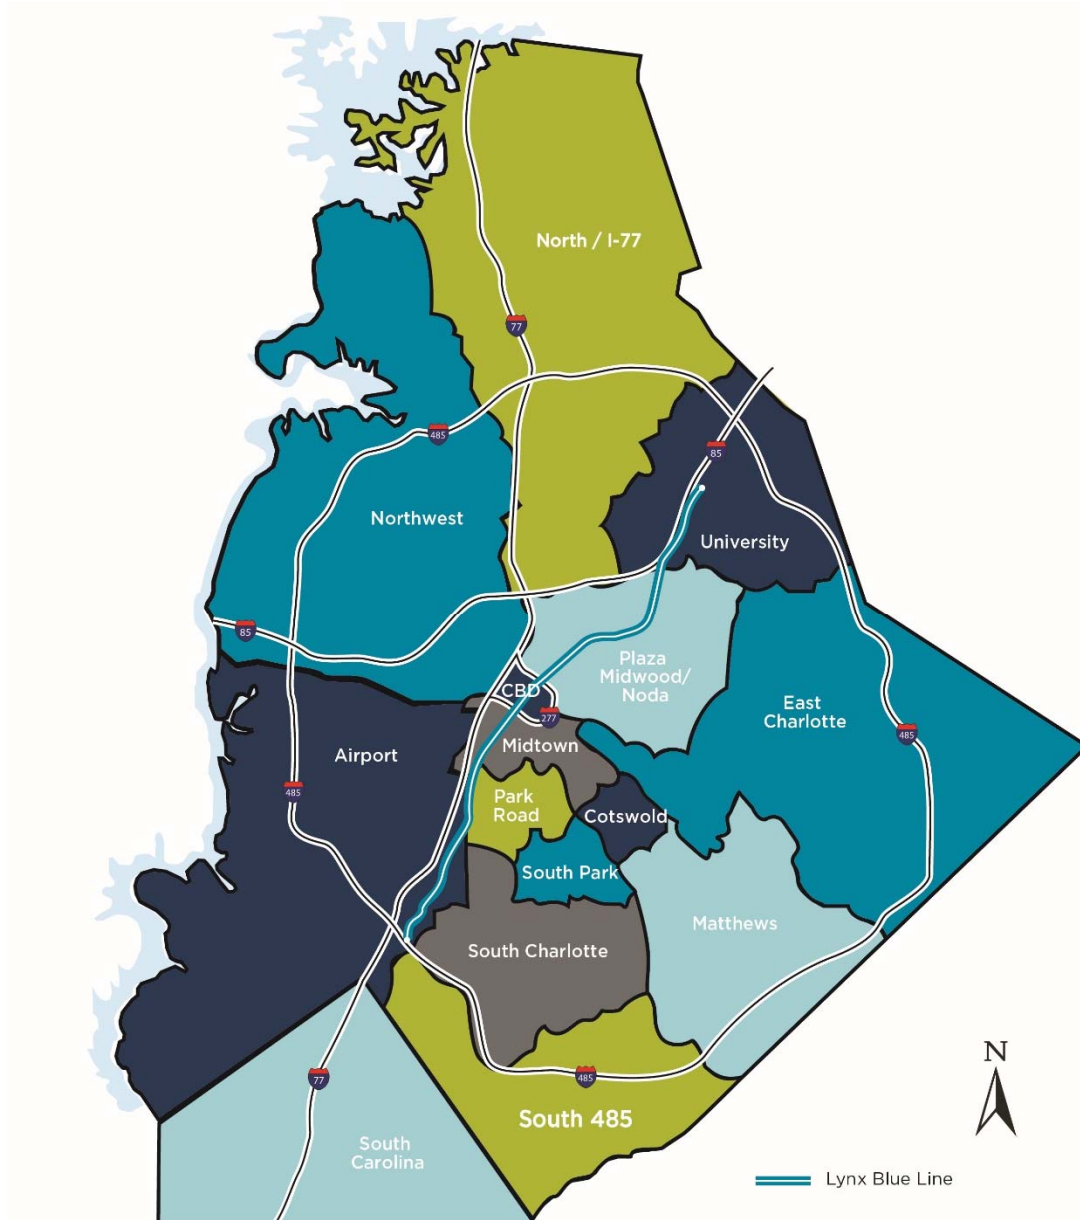 North / I-77
77
485
85
Northwest
University
85
Plaza
Midwood/
Noda
CBD
277
East
Charlotte
485
Midtown
Airport
485
Park
Road
Cotswold
South Park
Matthews
South Charlotte
N
77
485
South 485
South
Carolina
Lynx Blue Line